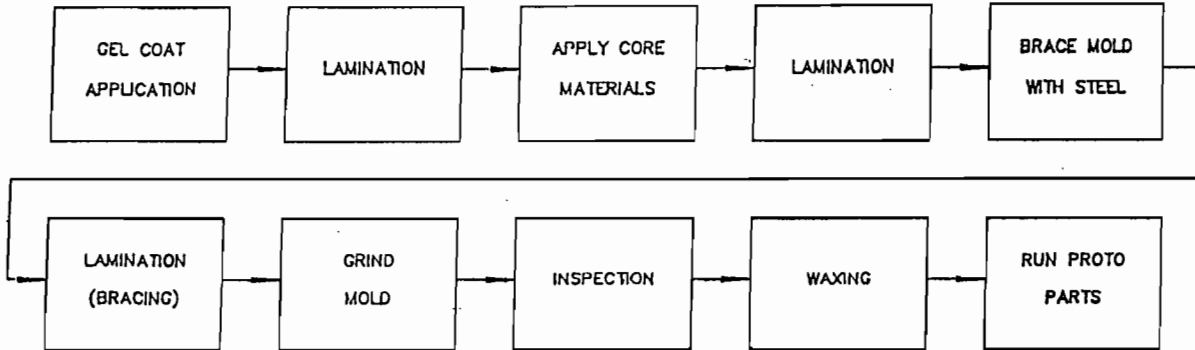 GEL COAT
APPLICATION
LAMINATION
APPLY CORE
MATERIALS
LAMINATION
BRACE MOLD
WITH STEEL
LAMINATION
(BRACING)
GRIND
MOLD
INSPECTION
WAXING
RUN PROTO
PARTS